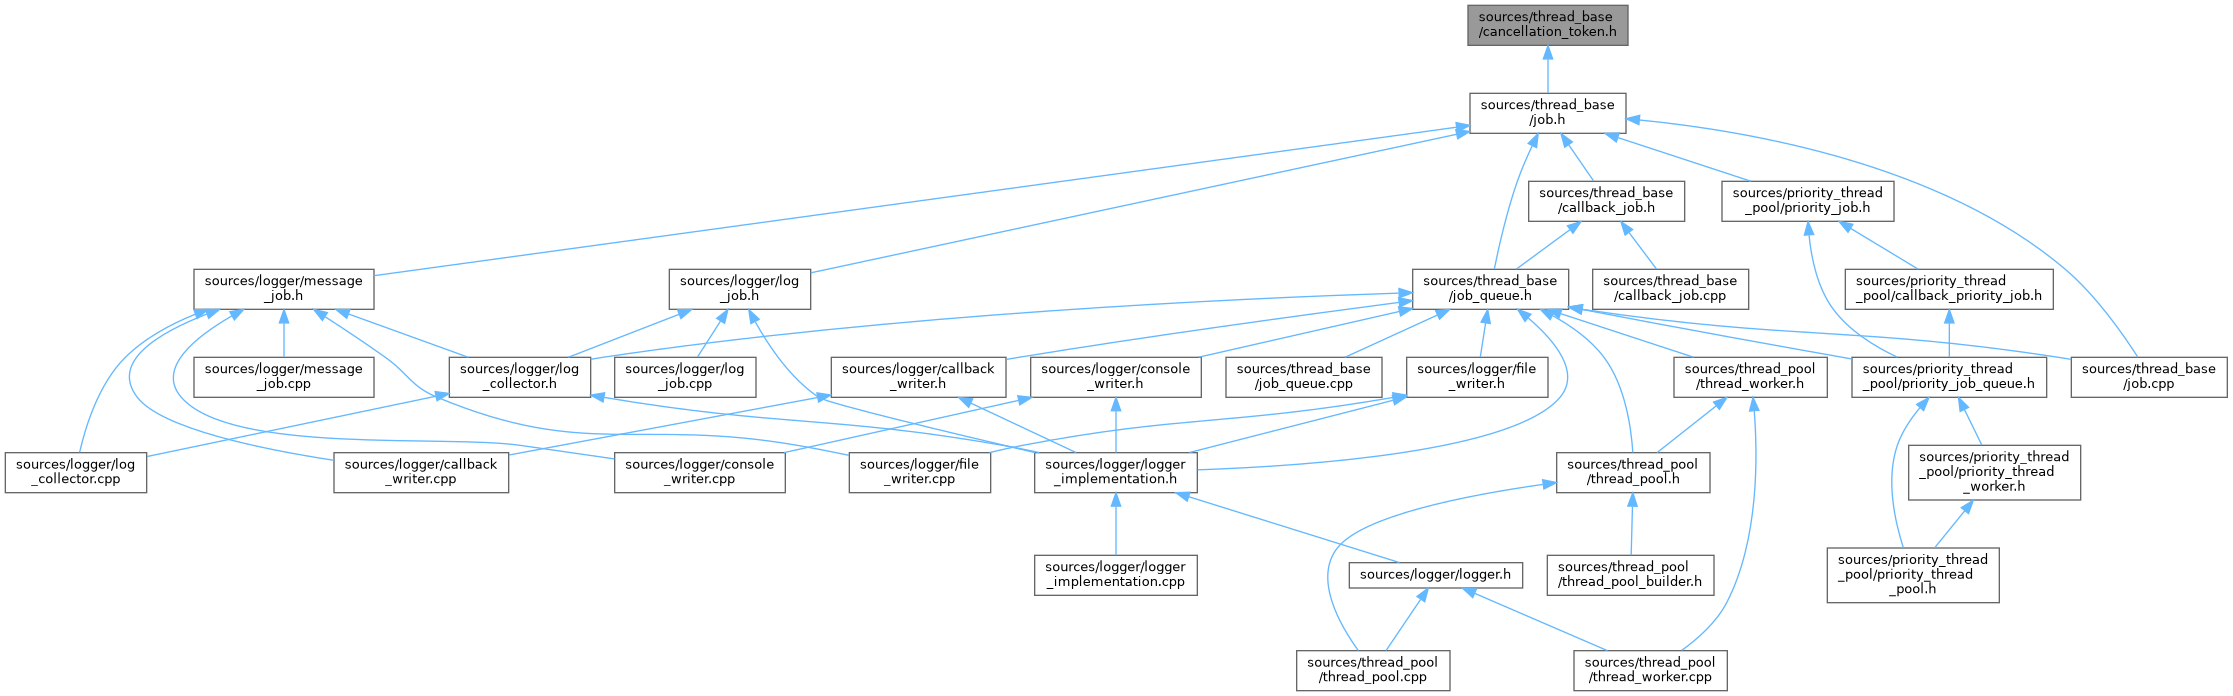 sources/thread_base
/cancellation_token.h
sources/thread_base
/job.h
sources/thread_base
/callback_job.h
sources/priority_thread
_pool/priority_job.h
sources/logger/message
_job.h
sources/logger/log
_job.h
sources/thread_base
/job_queue.h
sources/thread_base
/callback_job.cpp
sources/priority_thread
_pool/callback_priority_job.h
sources/logger/message
_job.cpp
sources/logger/log
_collector.h
sources/logger/log
_job.cpp
sources/logger/callback
_writer.h
sources/logger/console
_writer.h
sources/thread_base
/job_queue.cpp
sources/logger/file
_writer.h
sources/thread_pool
/thread_worker.h
sources/priority_thread
_pool/priority_job_queue.h
sources/thread_base
/job.cpp
sources/logger/log
_collector.cpp
sources/logger/callback
_writer.cpp
sources/logger/console
_writer.cpp
sources/logger/file
_writer.cpp
sources/logger/logger
_implementation.h
sources/thread_pool
/thread_pool.h
sources/priority_thread
_pool/priority_thread
_worker.h
sources/logger/logger
_implementation.cpp
sources/logger/logger.h
sources/thread_pool
/thread_pool_builder.h
sources/priority_thread
_pool/priority_thread
_pool.h
sources/thread_pool
/thread_pool.cpp
sources/thread_pool
/thread_worker.cpp